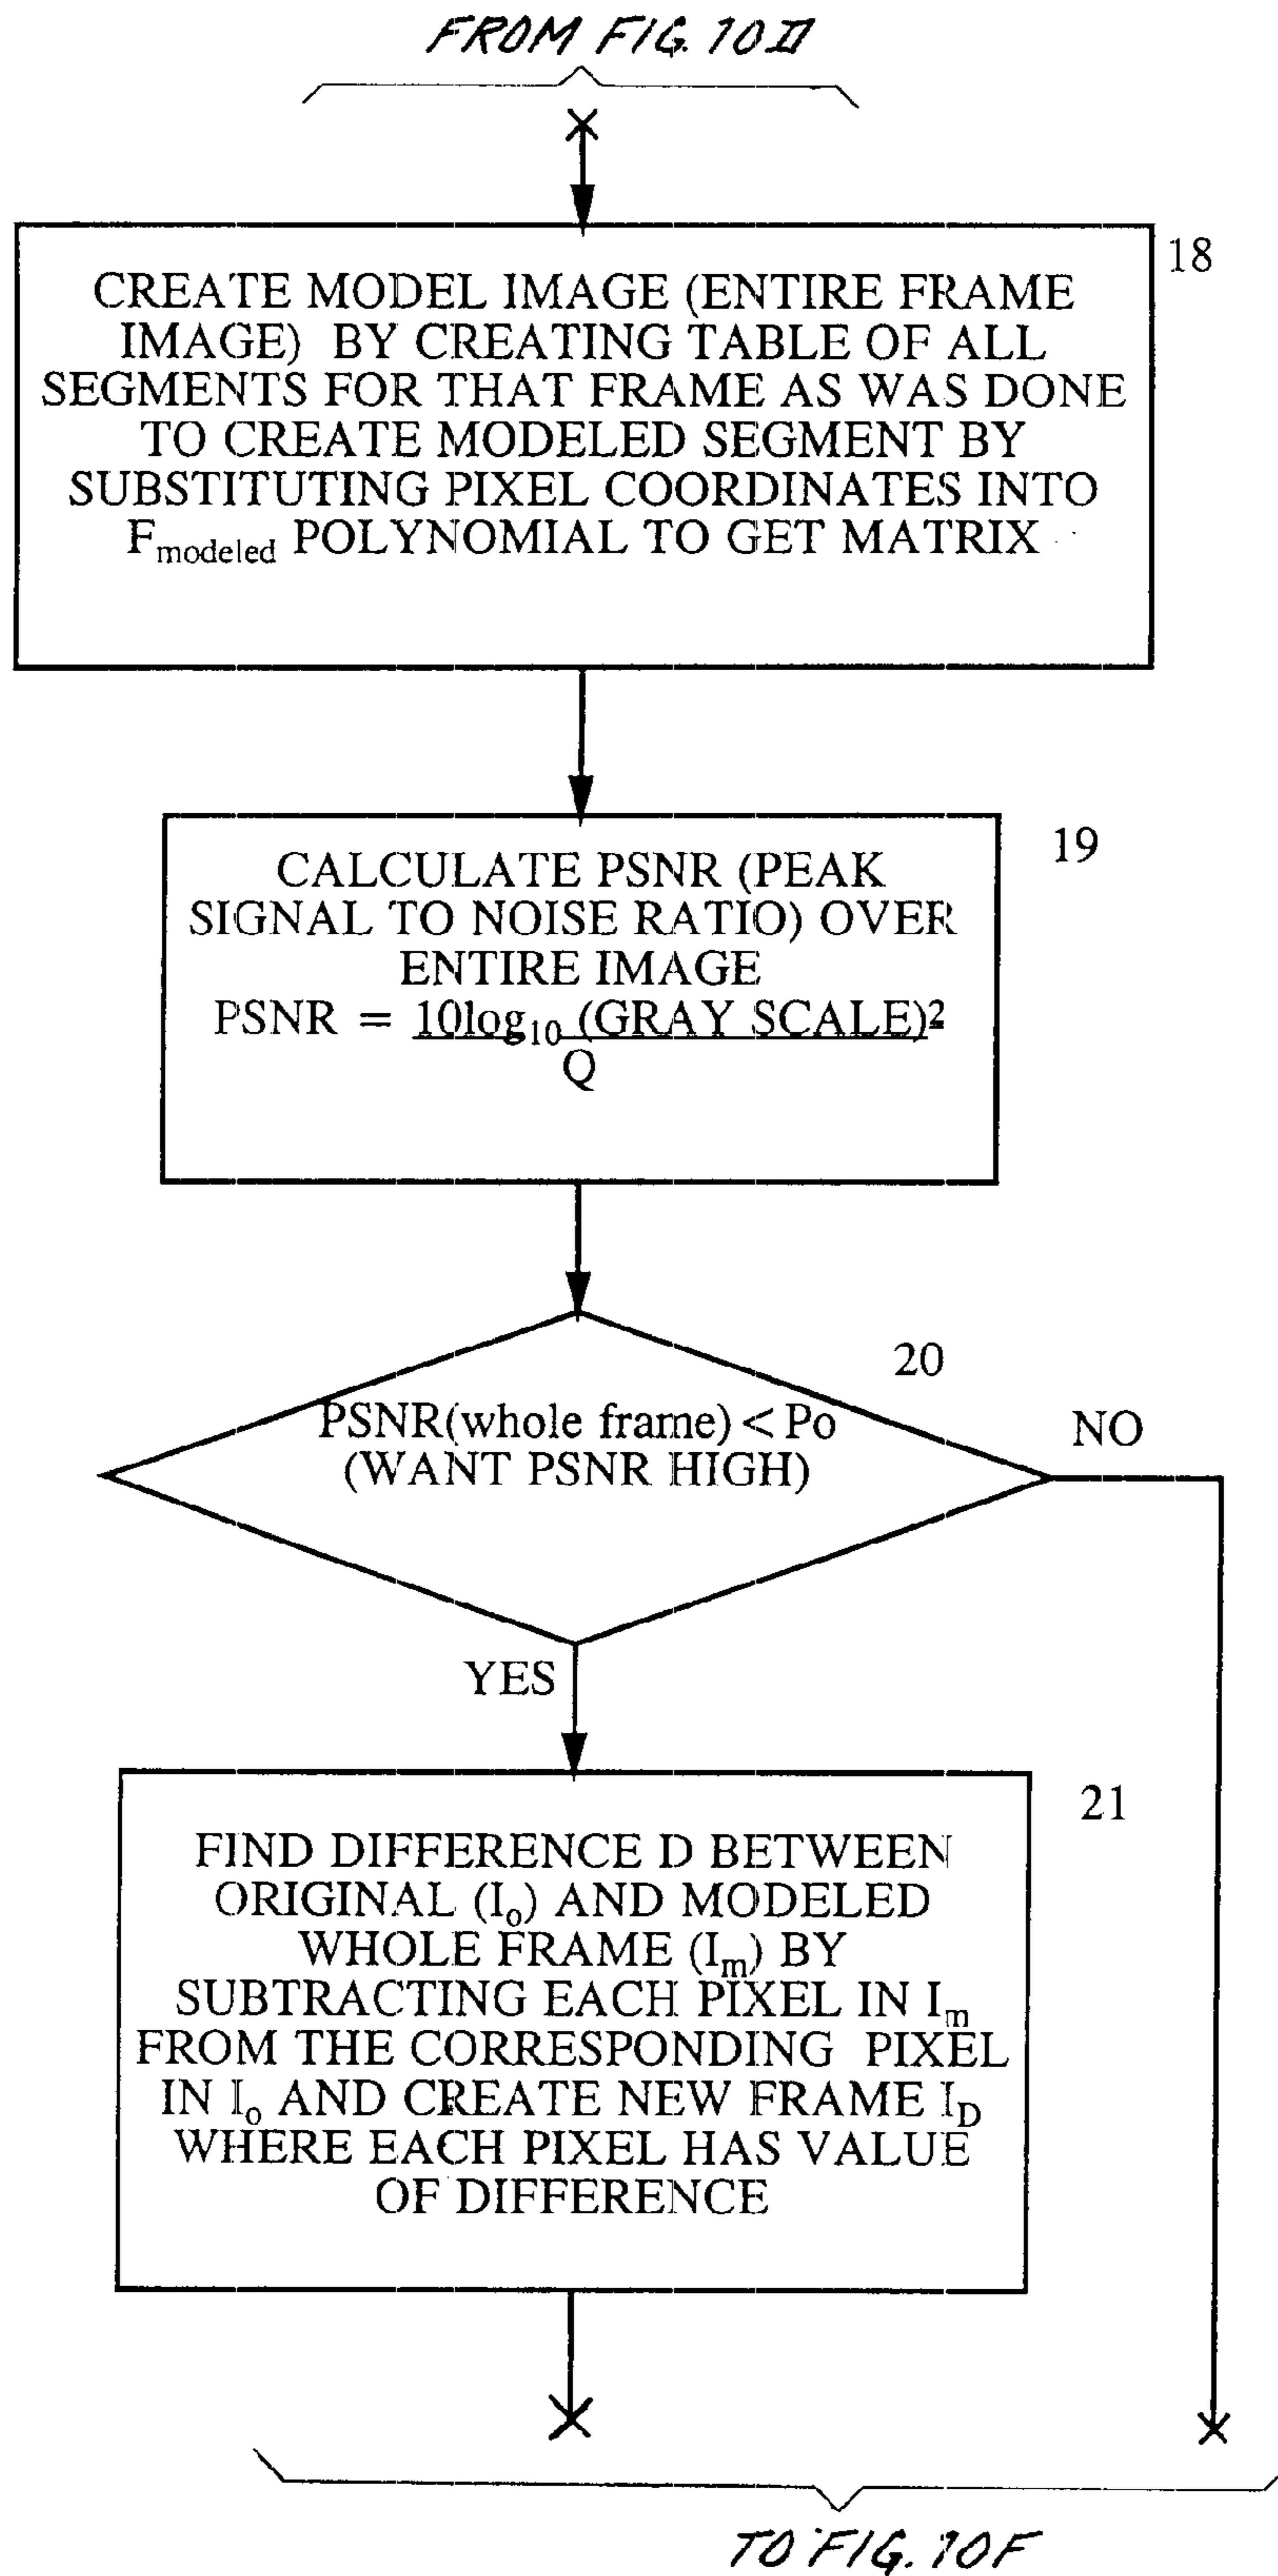 FROM FIG. 10D
18
CREATE MODEL IMAGE (ENTIRE FRAME
IMAGE) BY CREATING TABLE OF ALL
SEGMENTS FOR THAT FRAME AS WAS DONE
TO CREATE MODELED SEGMENT BY
SUBSTITUTING PIXEL COORDINATES INTO
Fmodeled POLYNOMIAL TO GET MATRIX
19
CALCULATE PSNR (PEAK
SIGNAL TO NOISE RATIO) OVER
ENTIRE IMAGE
PSNR = 10log10 (GRAY SCALE)²
Q
20
PSNR(whole frame) < Po
(WANT PSNR HIGH)
NO
YES
21
FIND DIFFERENCE D BETWEEN
ORIGINAL (Io) AND MODELED
WHOLE FRAME (Im) BY
SUBTRACTING EACH PIXEL IN Im
FROM THE CORRESPONDING PIXEL
IN Io AND CREATE NEW FRAME ID
WHERE EACH PIXEL HAS VALUE
OF DIFFERENCE
TO FIG. 10F